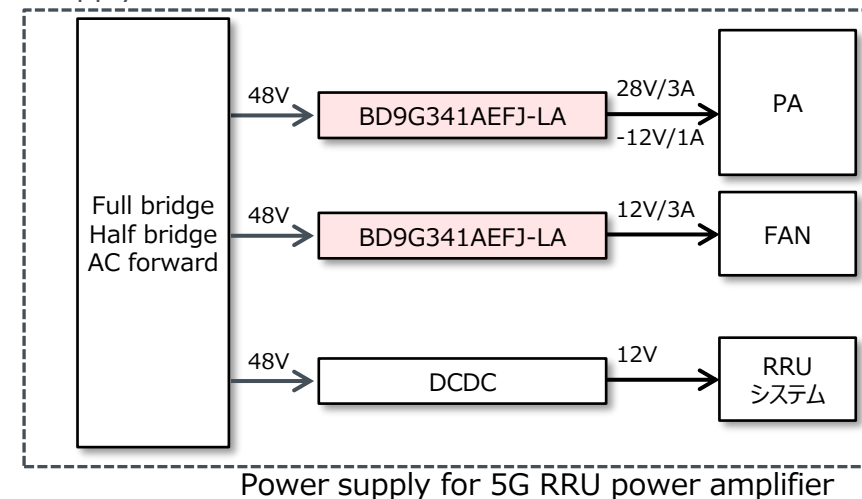 Full bridge
Half bridge
AC forward
48V
BD9G341AEFJ-LA
28V/3A
-12V/1A
PA
48V
BD9G341AEFJ-LA
12V/3A
FAN
48V
DCDC
12V
RRU
システム
Power supply for 5G RRU power amplifier